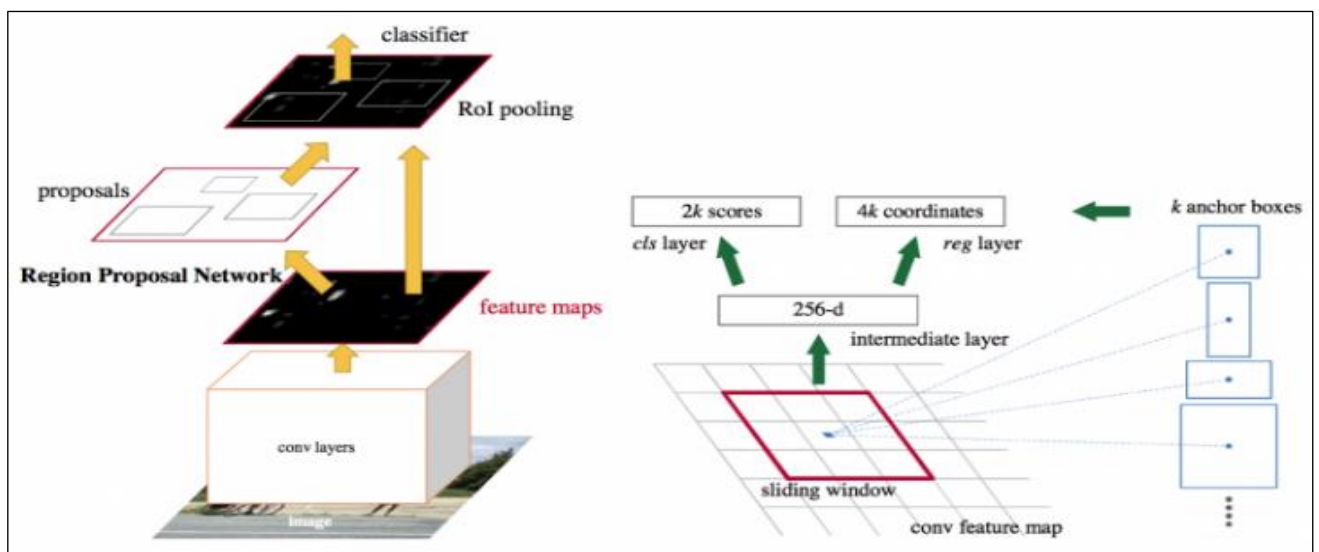 classifier
RoI pooling
proposals
Region Proposal Network
feature maps
conv layers
image
2k scores
4k coordinates
k anchor boxes
cls layer
reg layer
256-d
intermediate layer
sliding window
conv feature map